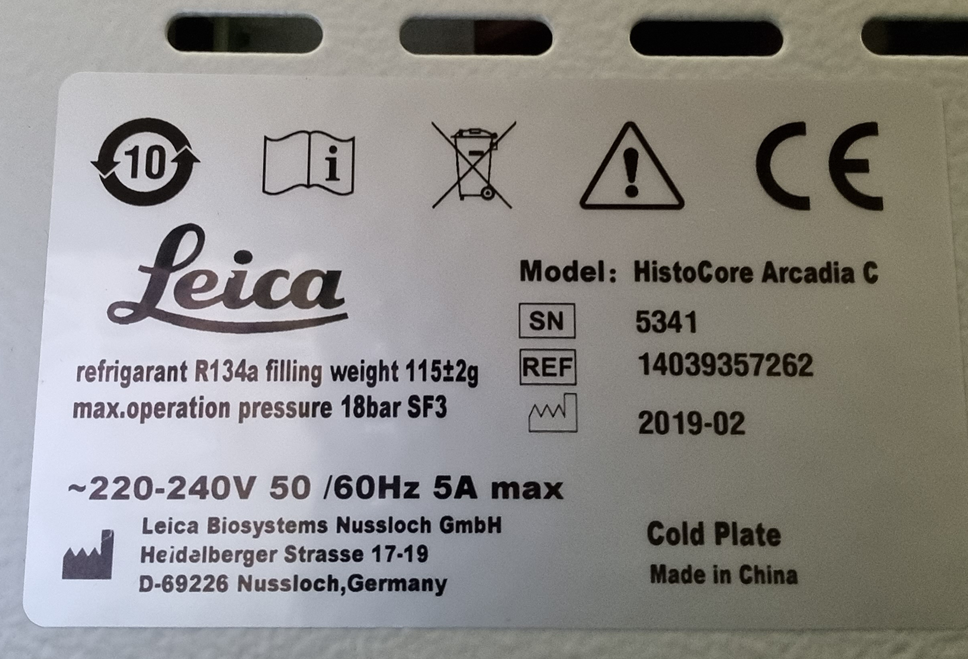 10
i
CE
Leica
Model: HistoCore Arcadia C
SN 5341
REF 14039357262
2019-02
refrigarant R134a filling weight 115±2g
max.operation pressure 18bar SF3
~220-240V 50 /60Hz 5A max
Leica Biosystems Nussloch GmbH
Heidalberger Strasse 17-19
D-69226 Nussloch,Germany
Cold Plate
Made in China